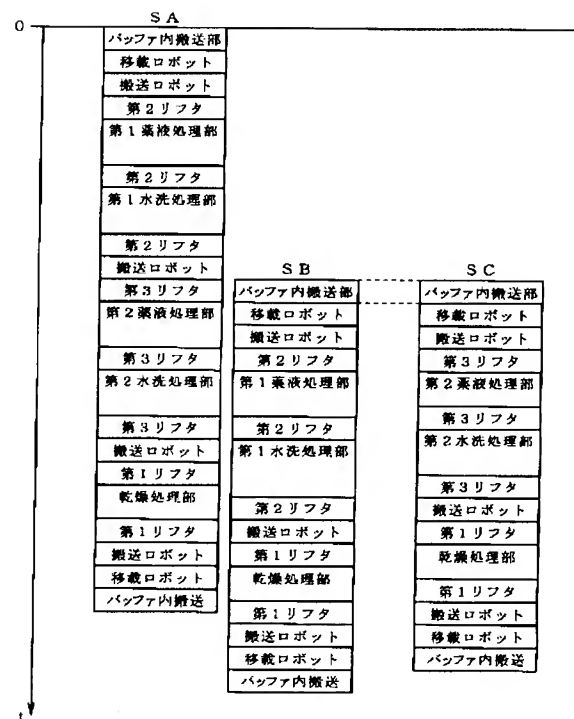 0
SA
バッファ内搬送部
移載ロボット
搬送ロボット
第2リフタ
第1薬液処理部
第2リフタ
第1水洗処理部
第2リフタ
搬送ロボット
第3リフタ
第2薬液処理部
第3リフタ
第2水洗処理部
第3リフタ
搬送ロボット
第1リフタ
乾燥処理部
第1リフタ
搬送ロボット
移載ロボット
バッファ内搬送
SB
バッファ内搬送部
移載ロボット
搬送ロボット
第2リフタ
第1薬液処理部
第2リフタ
第1水洗処理部
第2リフタ
搬送ロボット
第1リフタ
乾燥処理部
第1リフタ
搬送ロボット
移載ロボット
バッファ内搬送
SC
バッファ内搬送部
移載ロボット
搬送ロボット
第3リフタ
第2薬液処理部
第3リフタ
第2水洗処理部
第3リフタ
搬送ロボット
第1リフタ
乾燥処理部
第1リフタ
搬送ロボット
移載ロボット
バッファ内搬送
t